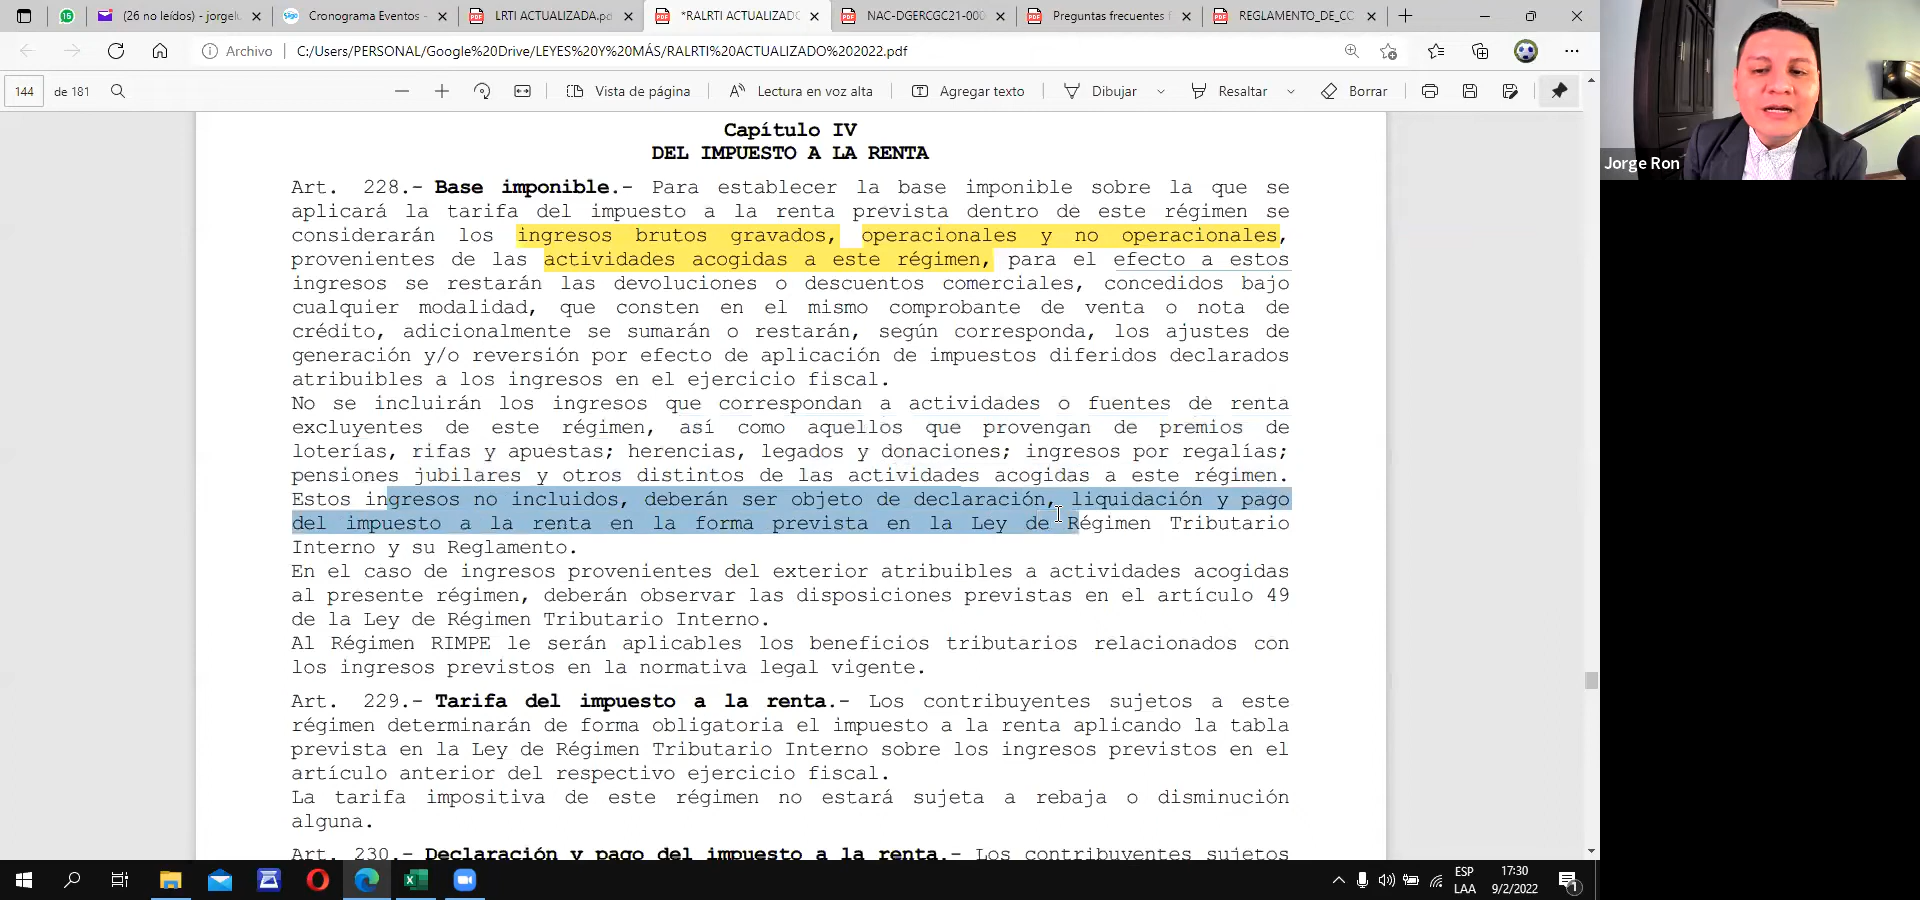 (26 no leídos) - jorgelu
Cronograma Eventos -
LRTI ACTUALIZADA.pd
*RALRTI ACTUALIZADO
NAC-DGERCGC21-000
Preguntas frecuentes
REGLAMENTO_DE_CO
Archivo
C:/Users/PERSONAL/Google%20Drive/LEYES%20Y%20MÁS/RALRTI%20ACTUALIZADO%202022.pdf
144 de 181
Vista de página
Lectura en voz alta
Agregar texto
Dibujar
Resaltar
Borrar
Capítulo IV
DEL IMPUESTO A LA RENTA
Art. 228.- Base imponible.- Para establecer la base imponible sobre la que se
aplicará la tarifa del impuesto a la renta prevista dentro de este régimen se
considerarán los ingresos brutos gravados, operacionales y no operacionales,
provenientes de las actividades acogidas a este régimen, para el efecto a estos
ingresos se restarán las devoluciones o descuentos comerciales, concedidos bajo
cualquier modalidad, que consten en el mismo comprobante de venta o nota de
crédito, adicionalmente se sumarán o restarán, según corresponda, los ajustes de
generación y/o reversión por efecto de aplicación de impuestos diferidos declarados
atribuibles a los ingresos en el ejercicio fiscal.
No se incluirán los ingresos que correspondan a actividades o fuentes de renta
excluyentes de este régimen, así como aquellos que provengan de premios de
loterías, rifas y apuestas; herencias, legados y donaciones; ingresos por regalías;
pensiones jubilares y otros distintos de las actividades acogidas a este régimen.
Estos ingresos no incluidos, deberán ser objeto de declaración, liquidación y pago
del impuesto a la renta en la forma prevista en la Ley de Régimen Tributario
Interno y su Reglamento.
En el caso de ingresos provenientes del exterior atribuibles a actividades acogidas
al presente régimen, deberán observar las disposiciones previstas en el artículo 49
de la Ley de Régimen Tributario Interno.
Al Régimen RIMPE le serán aplicables los beneficios tributarios relacionados con
los ingresos previstos en la normativa legal vigente.
Art. 229.- Tarifa del impuesto a la renta.- Los contribuyentes sujetos a este
régimen determinarán de forma obligatoria el impuesto a la renta aplicando la tabla
prevista en la Ley de Régimen Tributario Interno sobre los ingresos previstos en el
artículo anterior del respectivo ejercicio fiscal.
La tarifa impositiva de este régimen no estará sujeta a rebaja o disminución
alguna.
Art. 230.- Declaración y pago del impuesto a la renta.- Los contribuyentes sujetos
Jorge Ron
ESP
LAA
17:30
9/2/2022
1